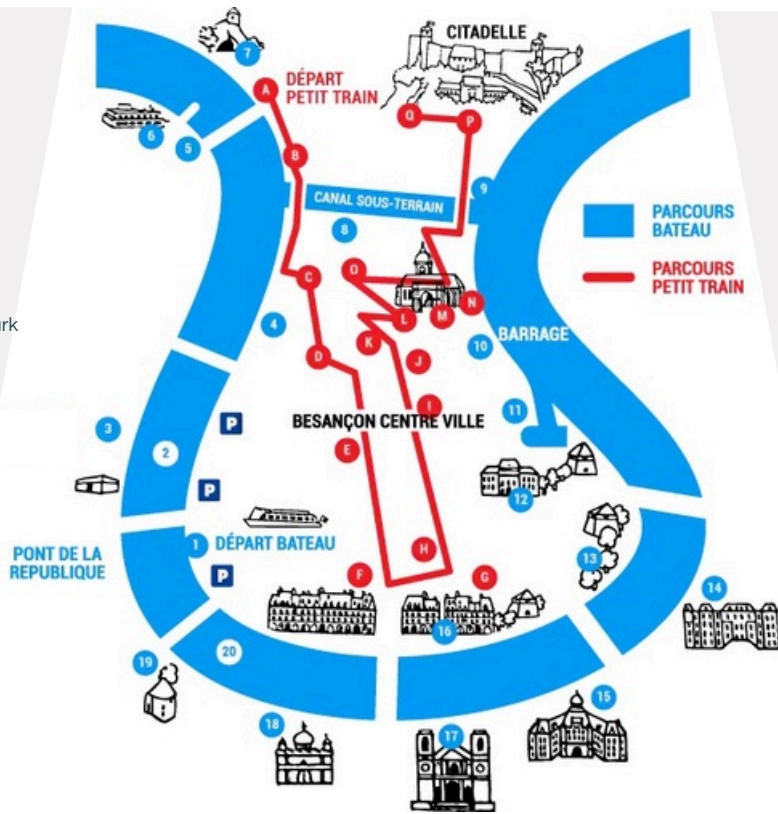 7
CITADELLE
A
DÉPART
PETIT TRAIN
6
5
B
Q
P
9
CANAL SOUS-TERRAIN
8
PARCOURS
BATEAU
PARCOURS
PETIT TRAIN
O
C
N
M
L
4
K
J
10
BARRAGE
D
I
11
BESANÇON CENTRE VILLE
3
P
2
E
12
P
1
DÉPART BATEAU
PONT DE LA
REPUBLIQUE
P
H
F
G
13
14
16
20
19
15
18
17